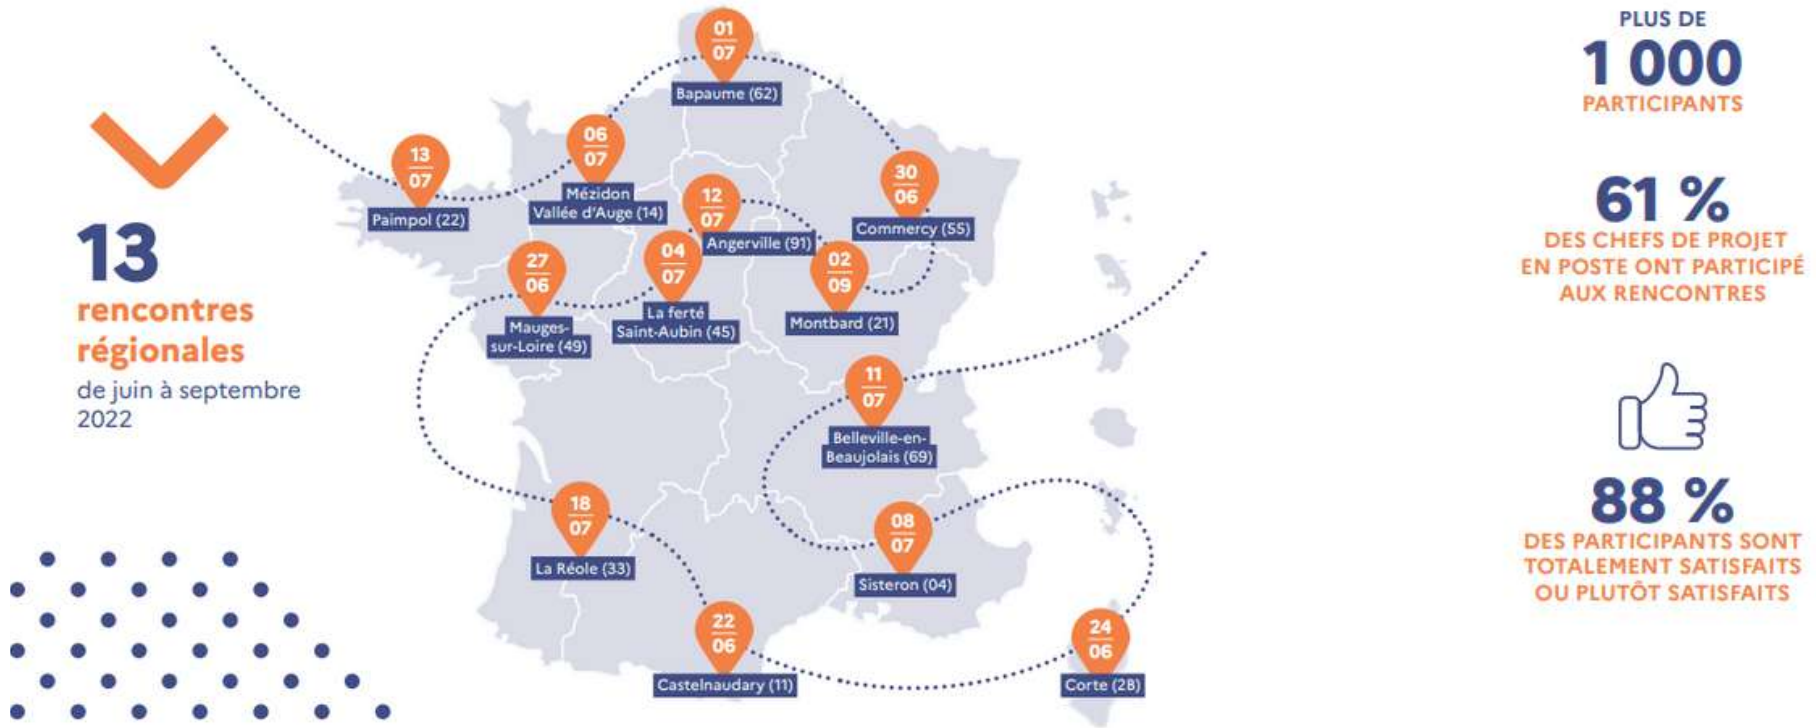 13
rencontres
régionales
de juin à septembre
2022
01
07
Bapaume (62)
13
07
Paimpol (22)
06
07
Mézidon
Vallée d'Auge (14)
30
06
Commercy (55)
12
07
Angerville (91)
27
06
Mauges-
sur-Loire (49)
04
07
La ferté
Saint-Aubin (45)
02
09
Montbard (21)
11
07
Belleville-en-
Beaujolais (69)
18
07
La Réole (33)
08
07
Sisteron (04)
22
06
Castelnaudary (11)
24
06
Corte (2B)
PLUS DE
1 000
PARTICIPANTS
61 %
DES CHEFS DE PROJET
EN POSTE ONT PARTICIPÉ
AUX RENCONTRES
88 %
DES PARTICIPANTS SONT
TOTALEMENT SATISFAITS
OU PLUTÔT SATISFAITS